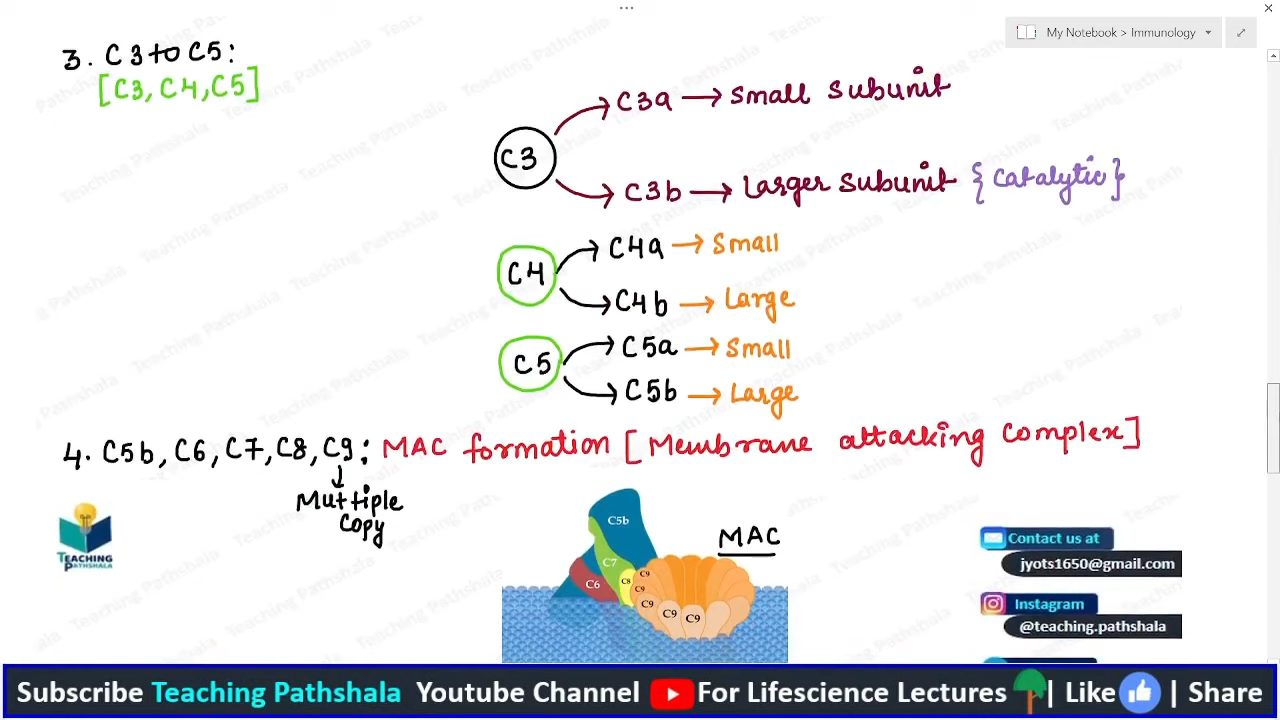 My Notebook > Immunology
3. C3 to C5:
[C3, C4, C5]
C3
C3a → Small Subunit
C3b → Larger Subunit {Catalytic}
C4
C4a → Small
C4b → Large
C5
C5a → Small
C5b → Large
4. C5b, C6, C7, C8, C9: MAC formation [Membrane attacking Complex]
Multiple
Copy
MAC
C5b
C7
C6
C8
C9
C9
C9
C9
C9
TEACHING
PATHSHALA
Contact us at
jyots1650@gmail.com
Instagram
@teaching.pathshala
Subscribe Teaching Pathshala Youtube Channel For Lifescience Lectures | Like | Share